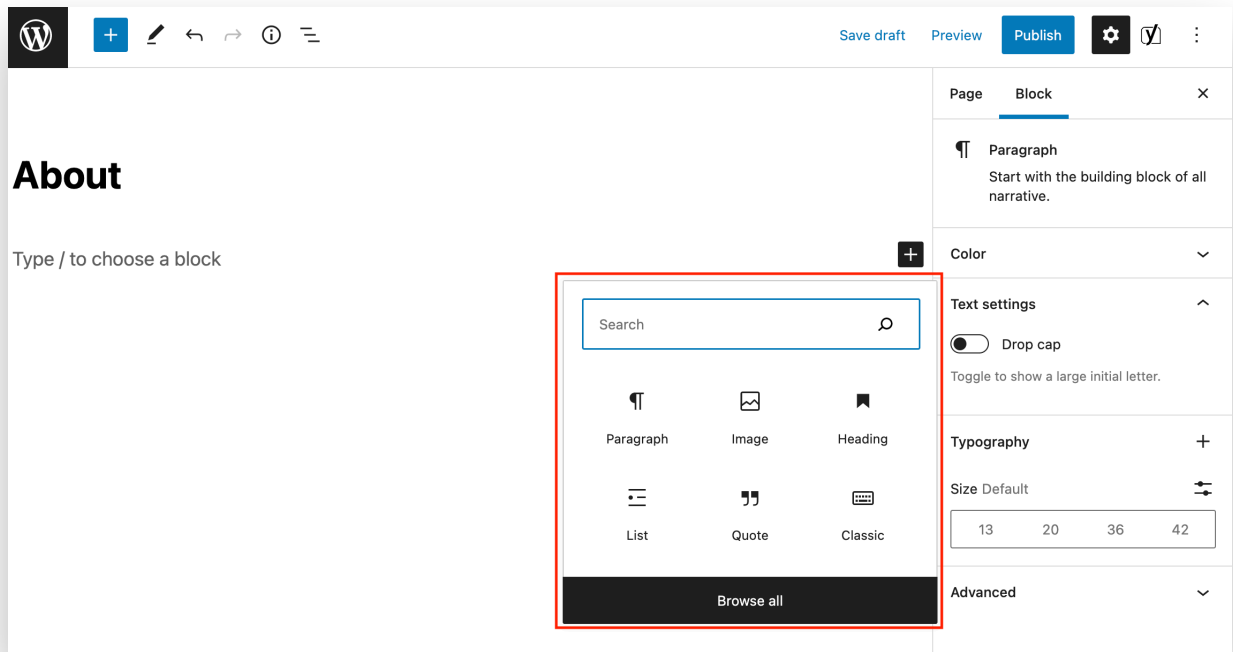 Save draft
Preview
Publish
Page
Block
Paragraph
Start with the building block of all
narrative.
About
Type / to choose a block
Color
Text settings
Drop cap
Toggle to show a large initial letter.
Search
Paragraph
Image
Heading
List
Quote
Classic
Browse all
Typography
Size Default
13 20 36 42
Advanced